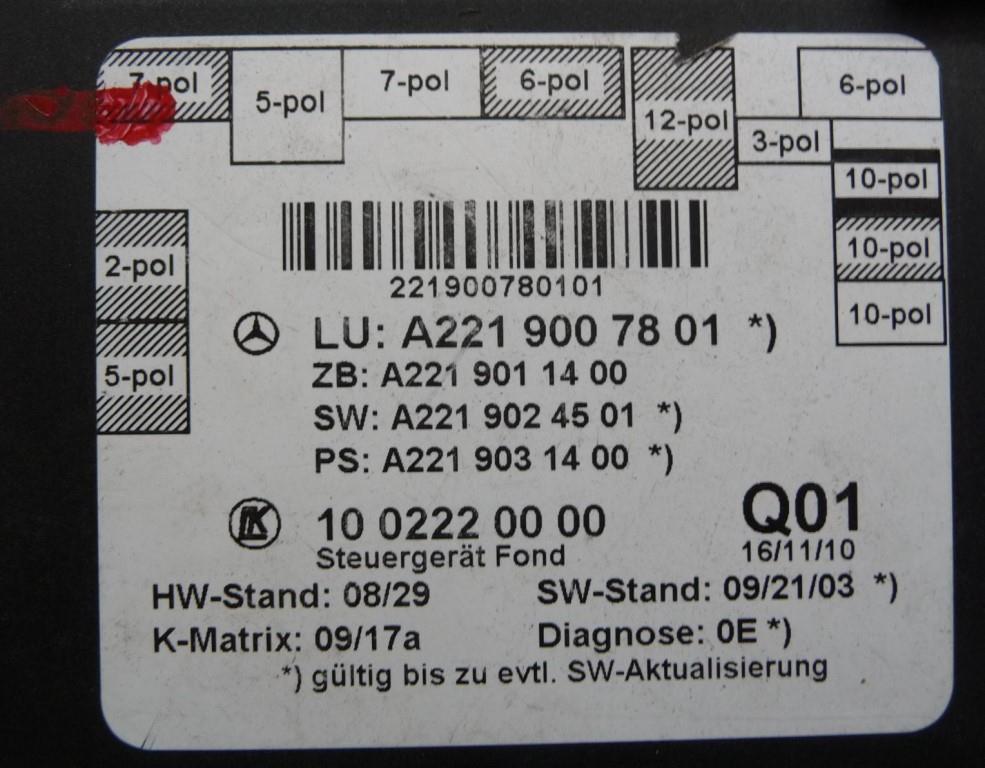 7-pol
5-pol
7-pol
6-pol
12-pol
6-pol
3-pol
10-pol
10-pol
10-pol
2-pol
5-pol
221900780101
LU: A221 900 78 01 *)
ZB: A221 901 14 00
SW: A221 902 45 01 *)
PS: A221 903 14 00 *)
K 10 0222 00 00 Q01
Steuergerät Fond 16/11/10
HW-Stand: 08/29 SW-Stand: 09/21/03 *)
K-Matrix: 09/17a Diagnose: 0E *)
*) gültig bis zu evtl. SW-Aktualisierung